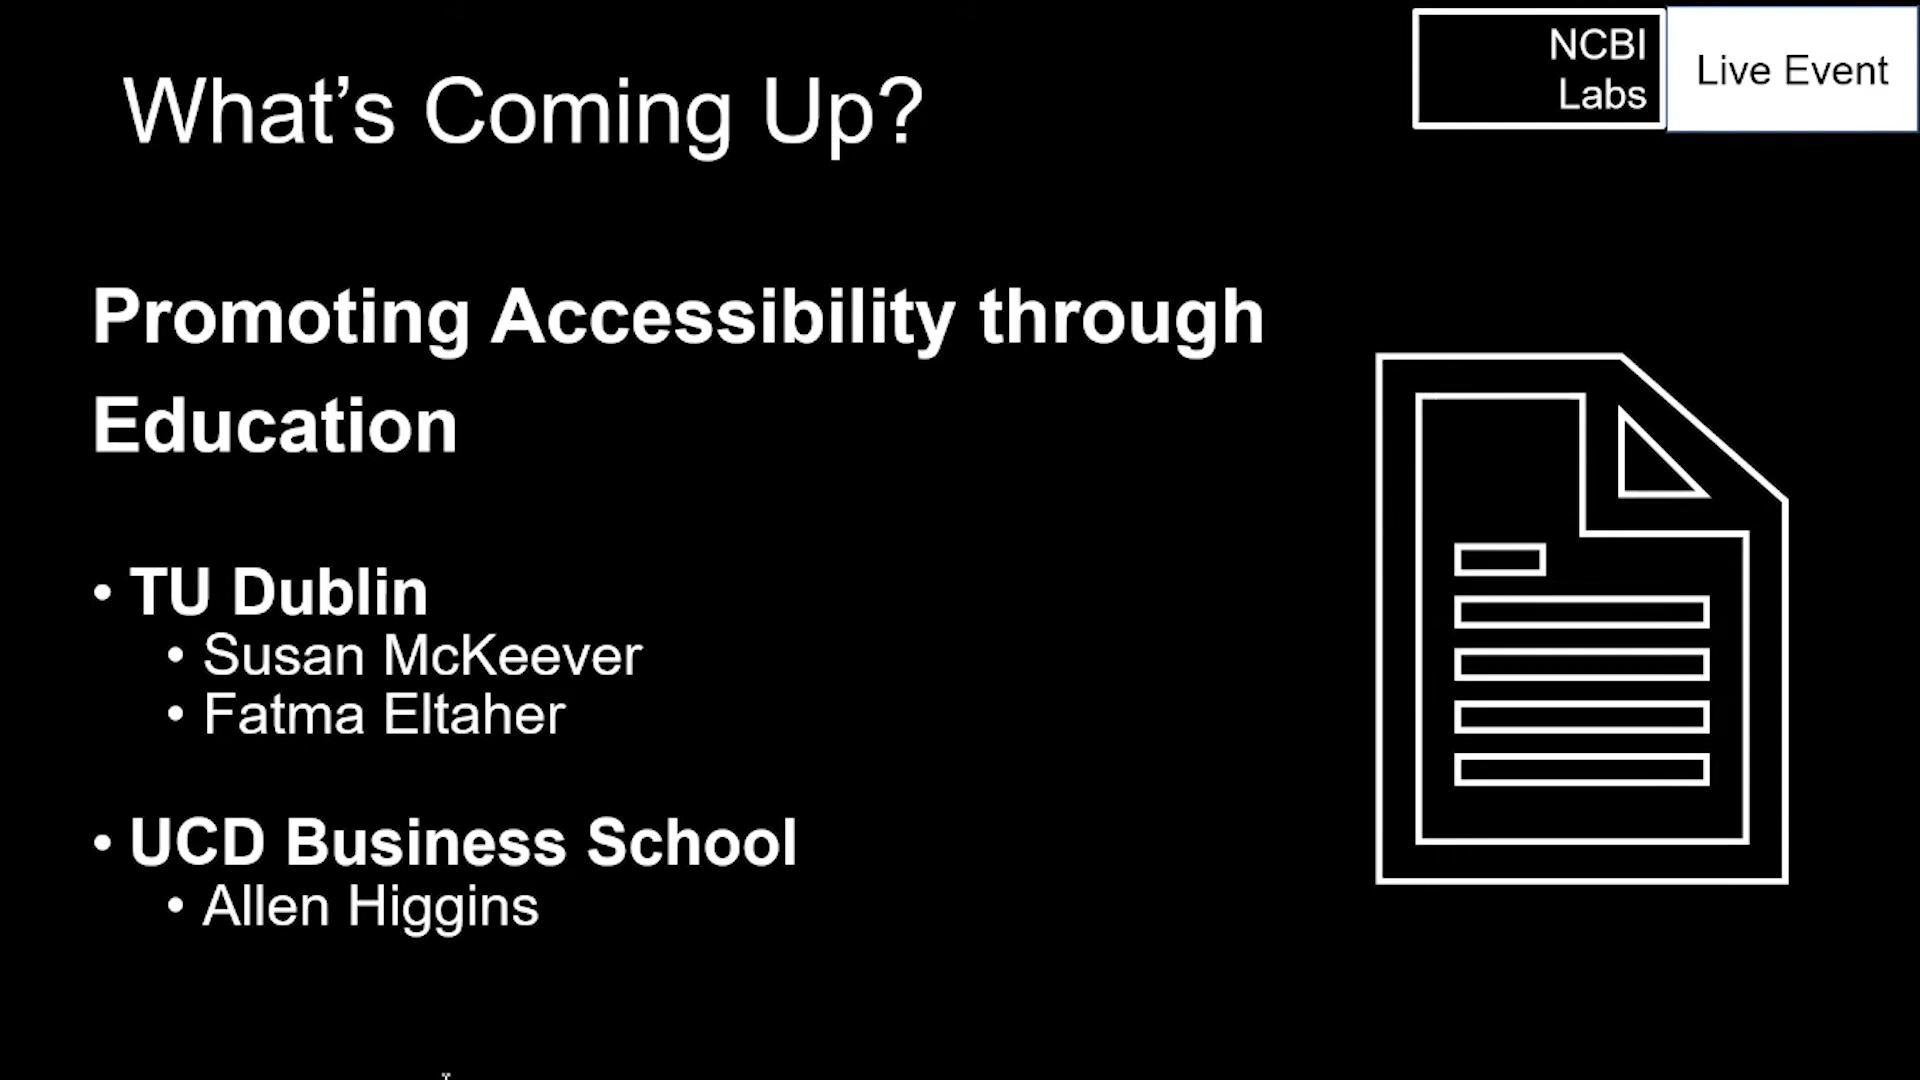 What’s Coming Up?
NCBI
Labs
Live Event
Promoting Accessibility through
Education
• TU Dublin
• Susan McKeever
• Fatma Eltaher
• UCD Business School
• Allen Higgins